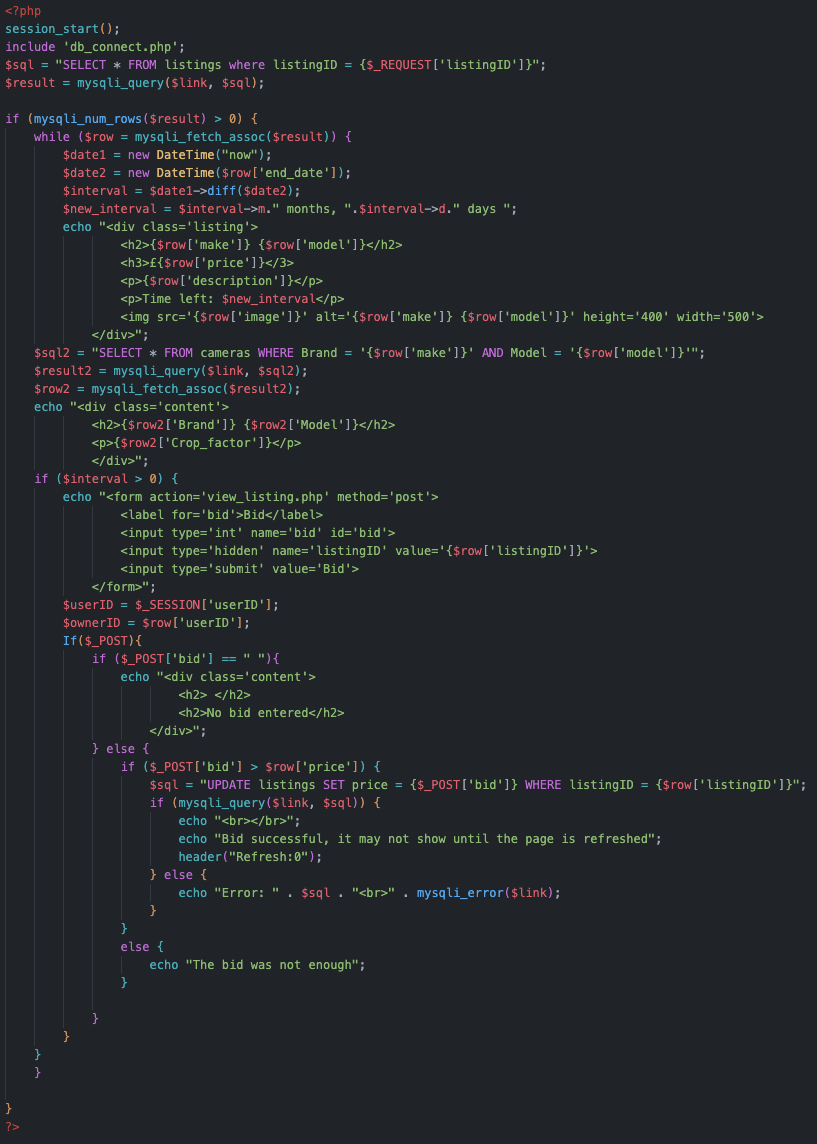 <?php
session_start();
include 'db_connect.php';
$sql = "SELECT * FROM listings where listingID = {$_REQUEST['listingID']}";
$result = mysqli_query($link, $sql);

if (mysqli_num_rows($result) > 0) {
    while ($row = mysqli_fetch_assoc($result)) {
        $date1 = new DateTime("now");
        $date2 = new DateTime($row['end_date']);
        $interval = $date1->diff($date2);
        $new_interval = $interval->m." months, ".$interval->d." days ";
        echo "<div class='listing'>
                <h2>{$row['make']} {$row['model']}</h2>
                <h3>£{$row['price']}</3>
                <p>{$row['description']}</p>
                <p>Time left: $new_interval</p>
                <img src='{$row['image']}' alt='{$row['make']} {$row['model']}' height='400' width='500'>
            </div>";
    $sql2 = "SELECT * FROM cameras WHERE Brand = '{$row['make']}' AND Model = '{$row['model']}'";
    $result2 = mysqli_query($link, $sql2);
    $row2 = mysqli_fetch_assoc($result2);
    echo "<div class='content'>
            <h2>{$row2['Brand']} {$row2['Model']}</h2>
            <p>{$row2['Crop_factor']}</p>
            </div>";
    if ($interval > 0) {
        echo "<form action='view_listing.php' method='post'>
                <label for='bid'>Bid</label>
                <input type='int' name='bid' id='bid'>
                <input type='hidden' name='listingID' value='{$row['listingID']}'>
                <input type='submit' value='Bid'>
            </form>";
        $userID = $_SESSION['userID'];
        $ownerID = $row['userID'];
        If($_POST){
            if ($_POST['bid'] == " "){
                echo "<div class='content'>
                        <h2> </h2>
                        <h2>No bid entered</h2>
                    </div>";
            } else {
                if ($_POST['bid'] > $row['price']) {
                    $sql = "UPDATE listings SET price = {$_POST['bid']} WHERE listingID = {$row['listingID']}";
                    if (mysqli_query($link, $sql)) {
                        echo "<br></br>";
                        echo "Bid successful, it may not show until the page is refreshed";
                        header("Refresh:0");
                    } else {
                        echo "Error: " . $sql . "<br>" . mysqli_error($link);
                    }
                }
                else {
                    echo "The bid was not enough";
                }

            }
        }
    }
    }

}
?>